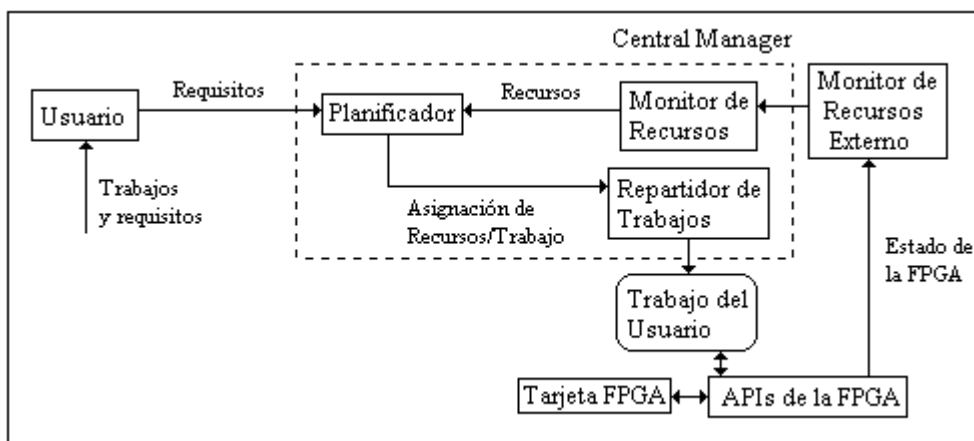 Central Manager
Requisitos
Usuario
Planificador
Recursos
Monitor de
Recursos
Monitor de
Recursos
Externo
Trabajos
y requisitos
Asignación de
Recursos/Trabajo
Repartidor de
Trabajos
Estado de
la FPGA
Trabajo del
Usuario
Tarjeta FPGA
APIs de la FPGA